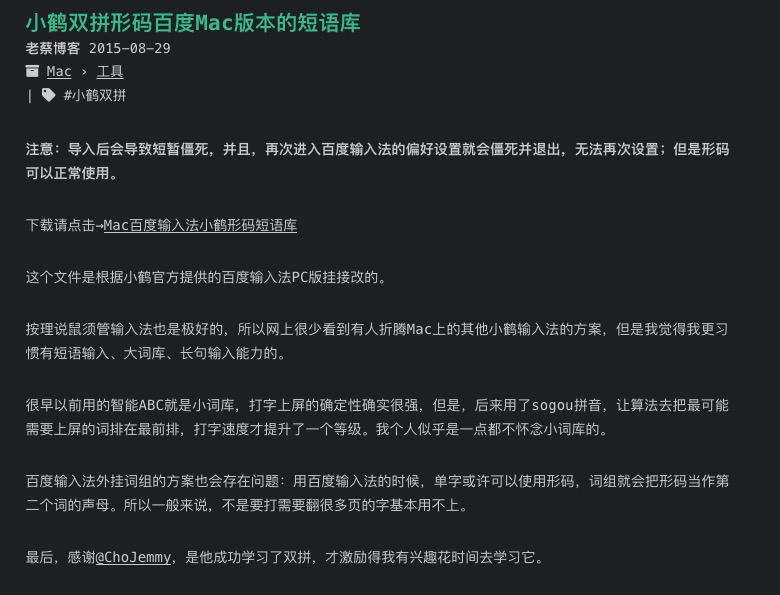 小鹤双拼形码百度Mac版本的短语库
老蔡博客 2015-08-29
Mac › 工具
| #小鹤双拼
注意：导入后会导致短暂僵死，并且，再次进入百度输入法的偏好设置就会僵死并退出，无法再次设置；但是形码
可以正常使用。
下载请点击→Mac百度输入法小鹤形码短语库
这个文件是根据小鹤官方提供的百度输入法PC版挂接改的。
按理说鼠须管输入法也是极好的，所以网上很少看到有人折腾Mac上的其他小鹤输入法的方案，但是我觉得我更习
惯有短语输入、大词库、长句输入能力的。
很早以前用的智能ABC就是小词库，打字上屏的确定性确实很强，但是，后来用了sogou拼音，让算法去把最可能
需要上屏的词排在最前排，打字速度才提升了一个等级。我个人似乎是一点都不怀念小词库的。
百度输入法外挂词组的方案也会存在问题：用百度输入法的时候，单字或许可以使用形码，词组就会把形码当作第
二个词的声母。所以一般来说，不是要打需要翻很多页的字基本用不上。
最后，感谢@ChoJemmy，是他成功学习了双拼，才激励得我有兴趣花时间去学习它。